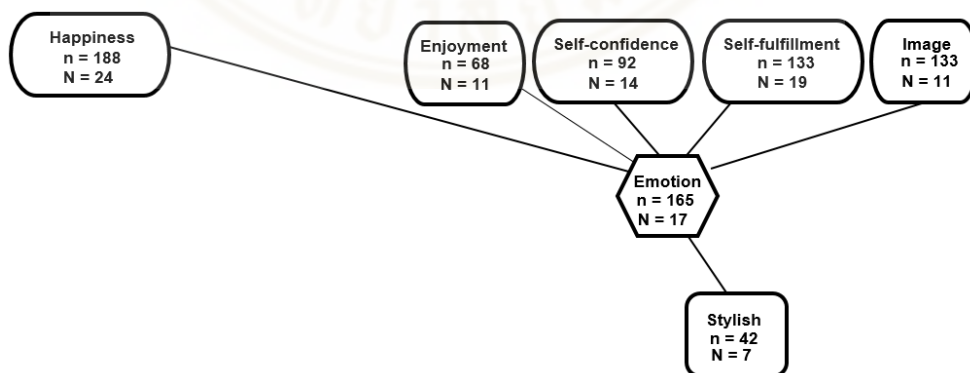 Happiness
n = 188
N = 24
Enjoyment
n = 68
N = 11
Self-confidence
n = 92
N = 14
Self-fulfillment
n = 133
N = 19
Image
n = 133
N = 11
Emotion
n = 165
N = 17
Stylish
n = 42
N = 7